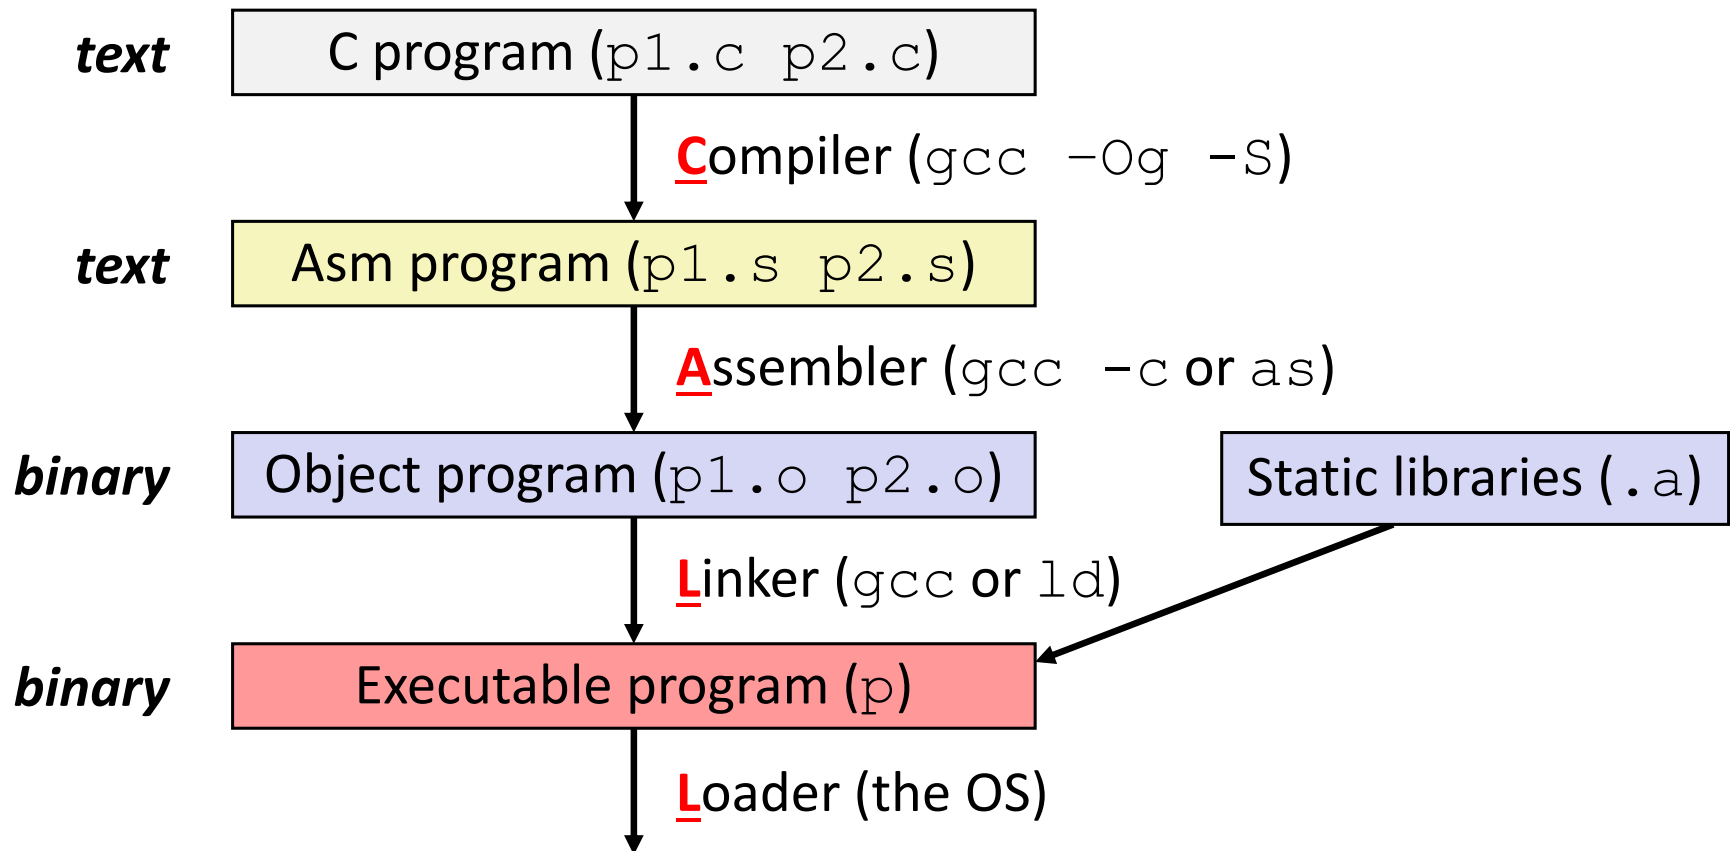 text
C program (p1.c p2.c)
Compiler (gcc –Og -S)
text
Asm program (p1.s p2.s)
Assembler (gcc -c or as)
binary
Object program (p1.o p2.o)
Static libraries (.a)
Linker (gcc or ld)
binary
Executable program (p)
Loader (the OS)